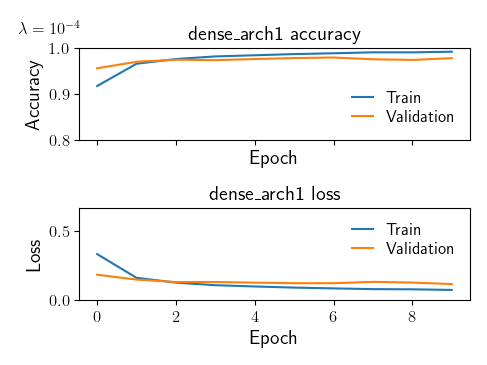 λ = 10⁻⁴
dense_arch1 accuracy
1.0
0.9
0.8
Accuracy
Train
Validation
Epoch
dense_arch1 loss
0.5
0.0
Loss
Train
Validation
0 2 4 6 8
Epoch